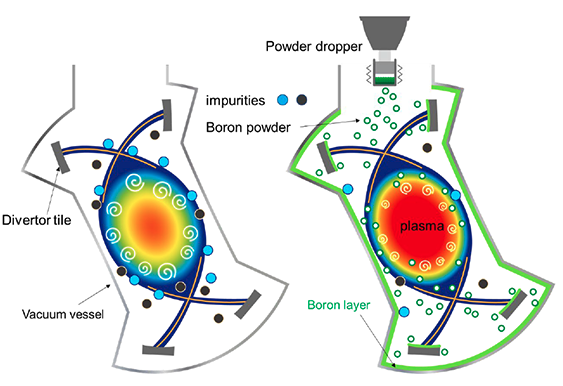 Powder dropper
impurities
Boron powder
Divertor tile
plasma
Vacuum vessel
Boron layer